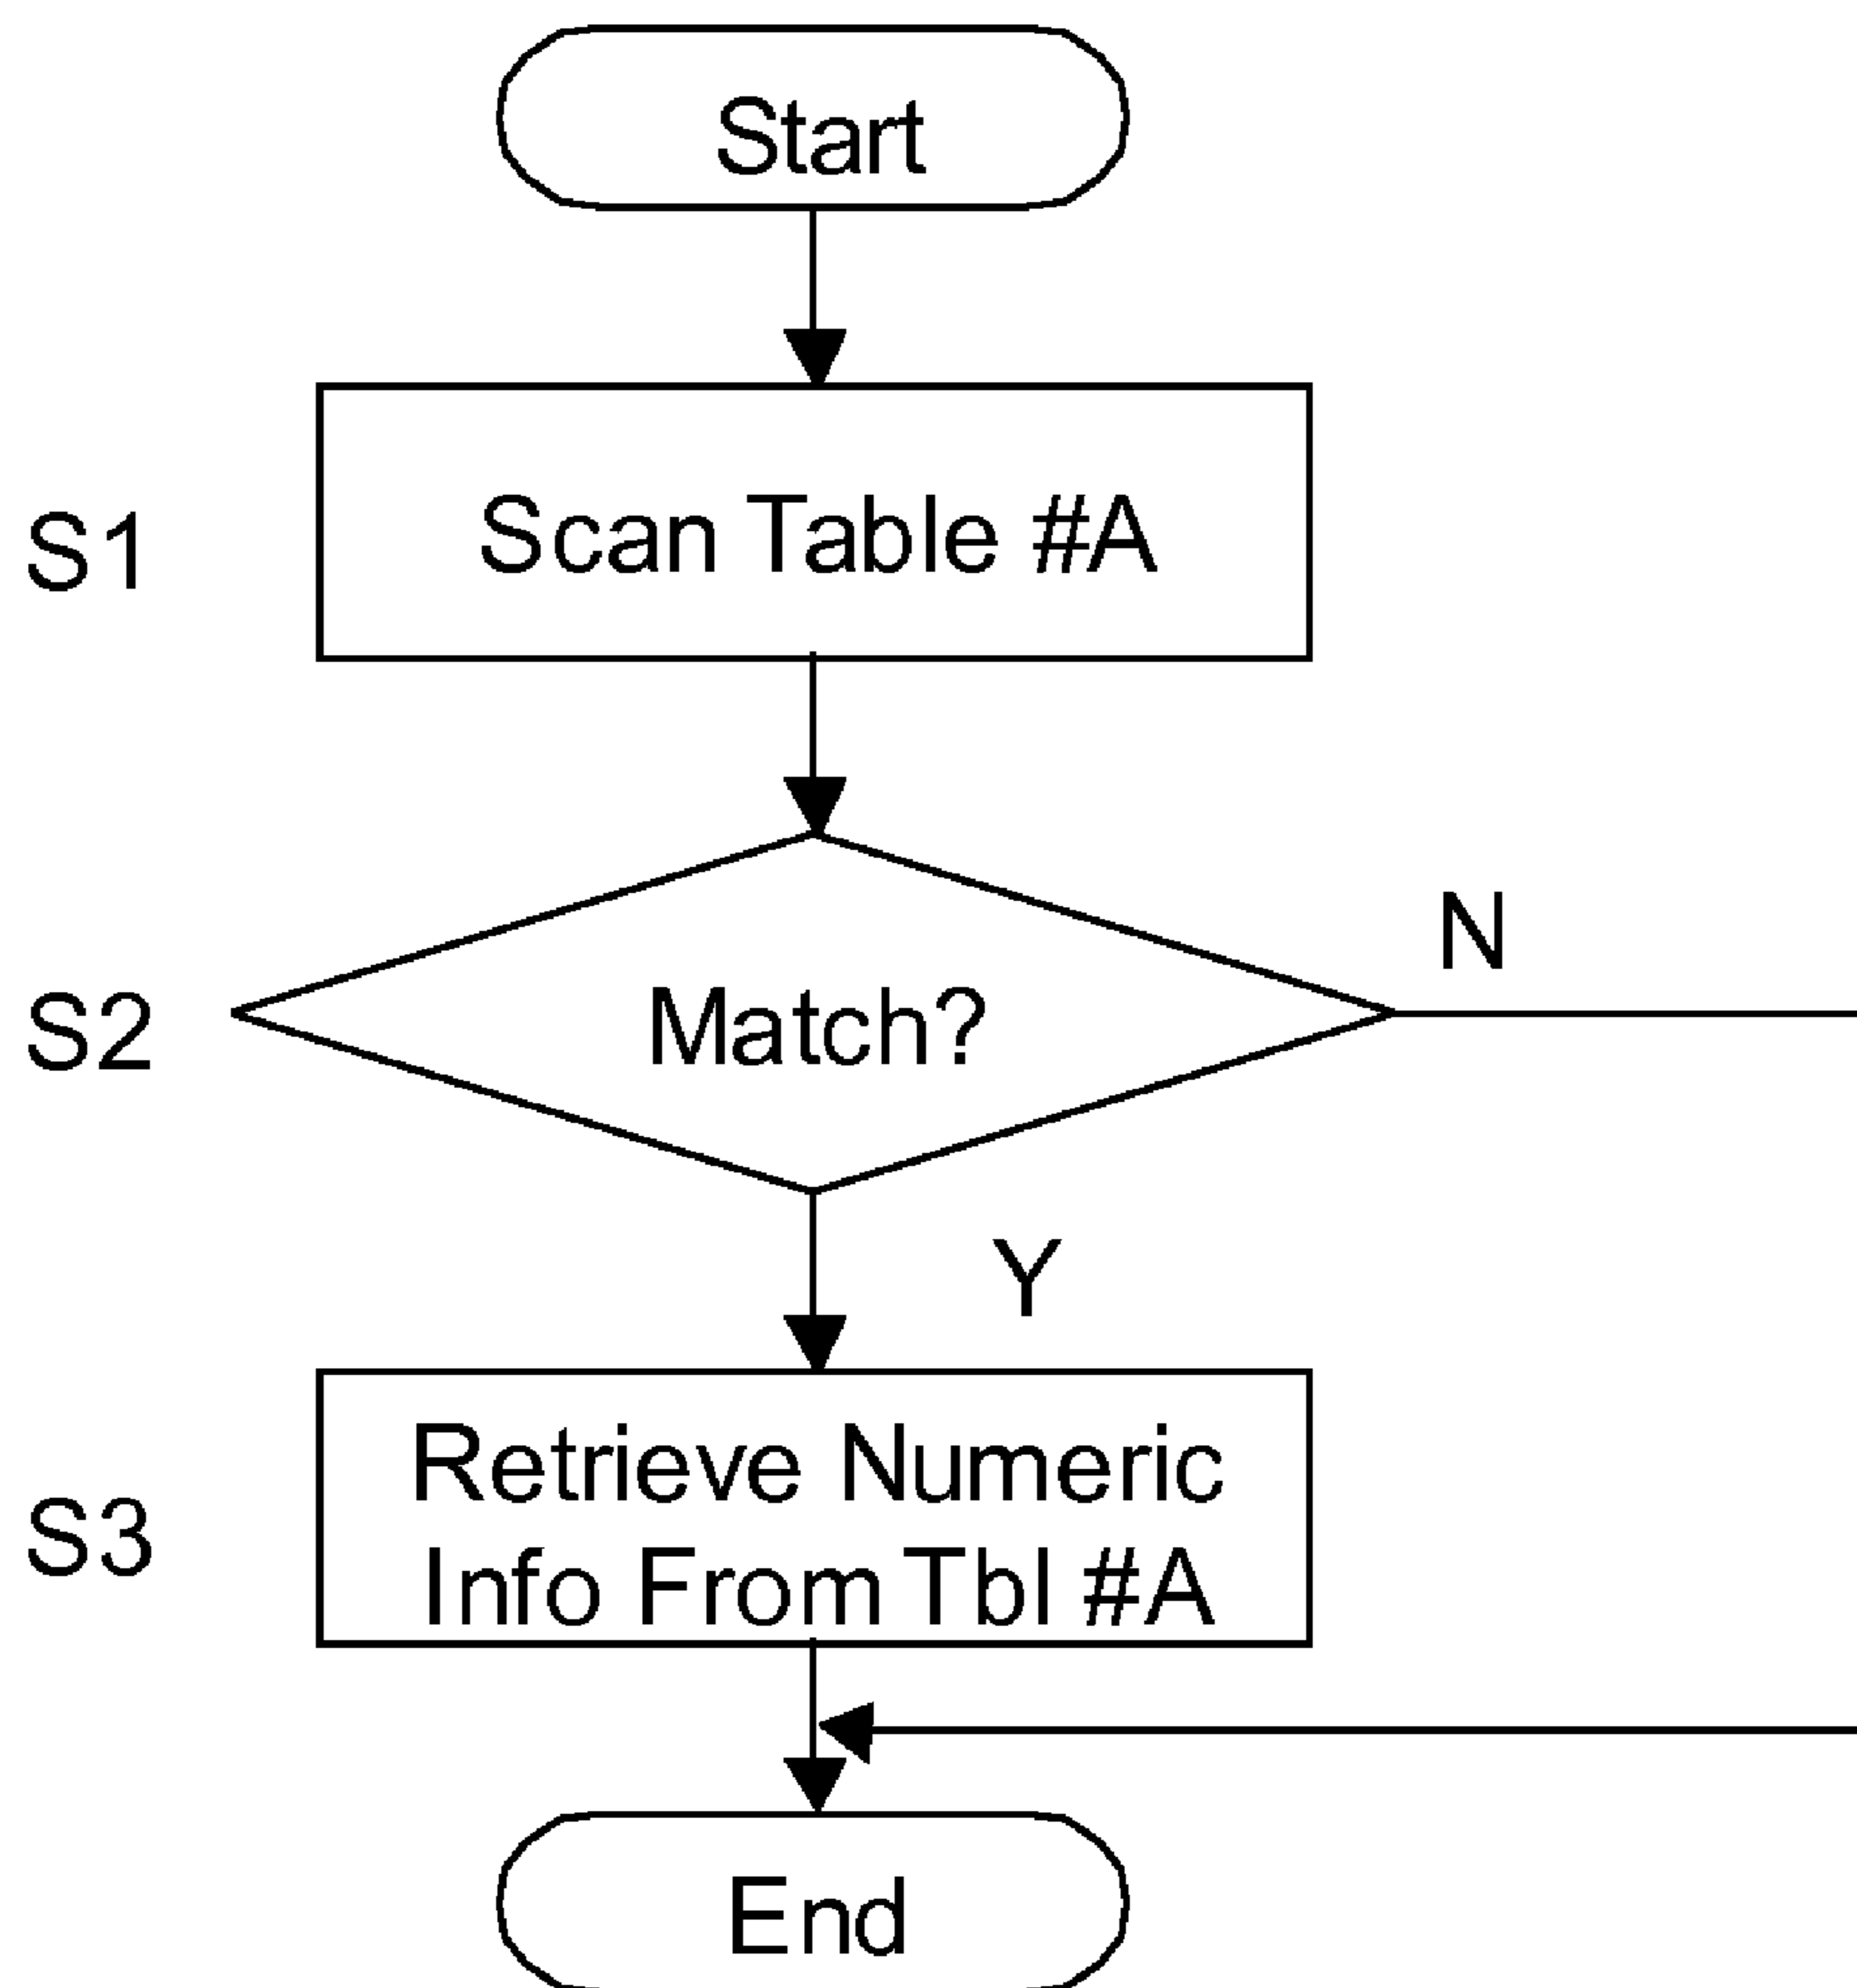 Start
S1
Scan Table #A
N
S2
Match?
Y
Retrieve Numeric
S3
Info From Tbl #A
End